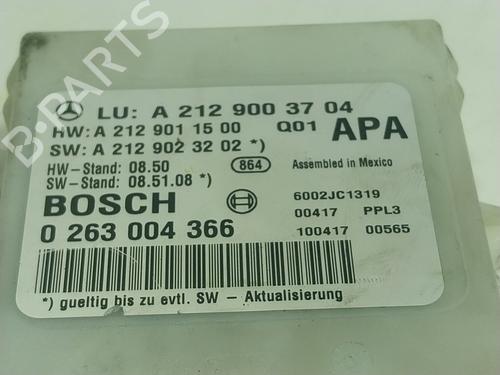 B-PARTS
LU: A 212 900 37 04
HW: A 212 901 15 00 Q01 APA
SW: A 212 902 32 02 *)
HW-Stand: 08.50 864 Assembled in Mexico
SW-Stand: 08.51.08 *)
BOSCH 6002JC1319
0 263 004 366 00417 PPL3
100417 00565
*) gueltig bis zu evtl. SW - Aktualisierung